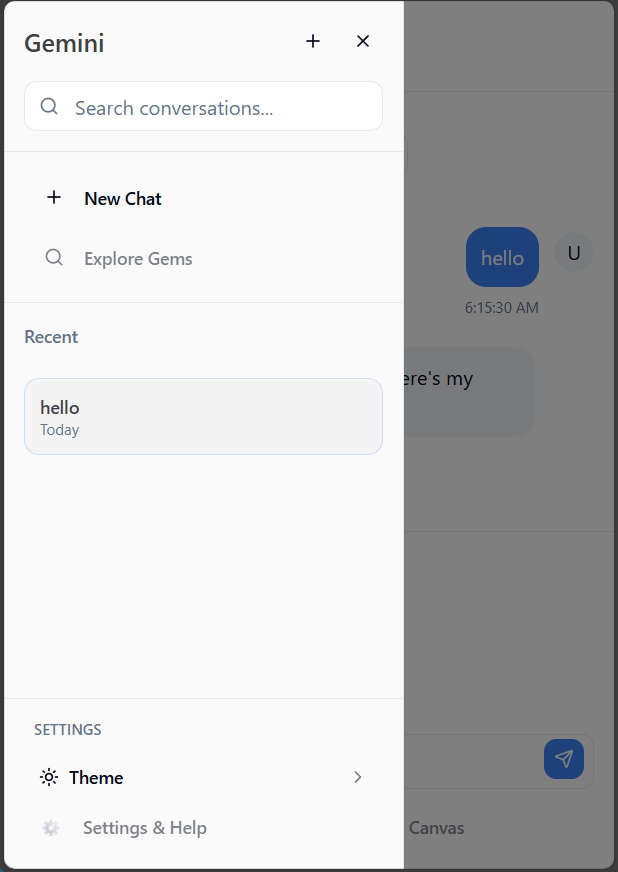 Gemini
Search conversations...
New Chat
Explore Gems
Recent
hello
Today
SETTINGS
Theme
Settings & Help
hello
U
6:15:30 AM
ere's my
Canvas